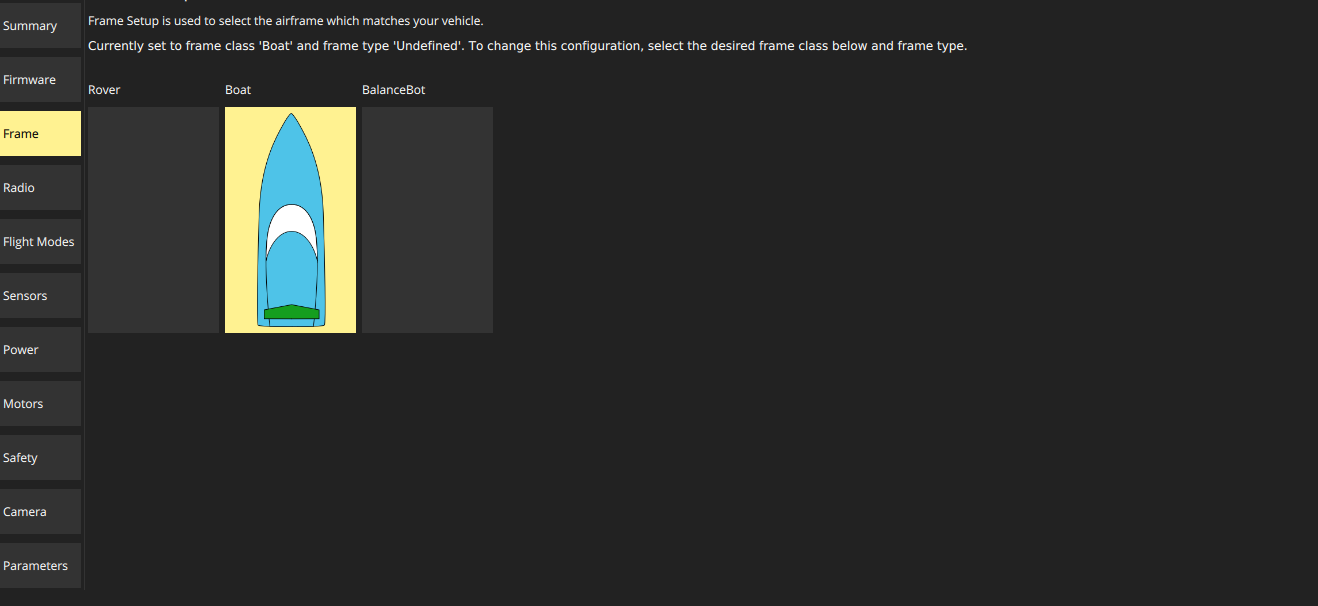 Frame Setup is used to select the airframe which matches your vehicle.
Currently set to frame class 'Boat' and frame type 'Undefined'. To change this configuration, select the desired frame class below and frame type.
Summary
Firmware
Frame
Radio
Flight Modes
Sensors
Power
Motors
Safety
Camera
Parameters
Rover
Boat
BalanceBot